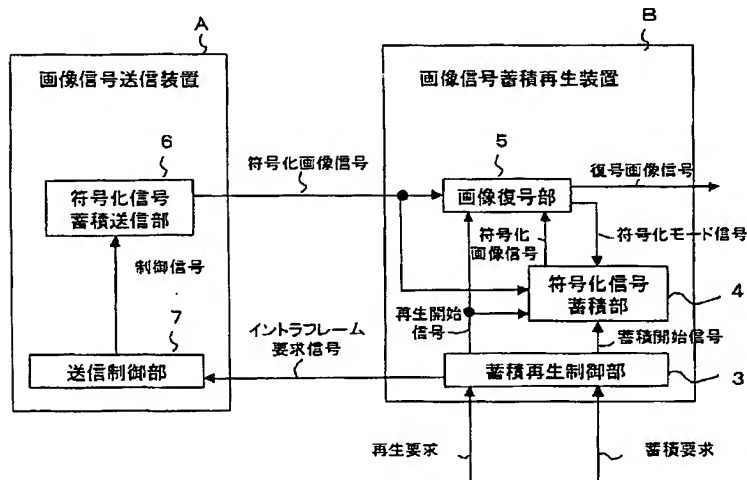 A
B
画像信号送信装置
画像信号蓄積再生装置
6
符号化画像信号
5
復号画像信号
符号化信号
蓄積送信部
画像復号部
符号化
画像信号
符号化モード信号
制御信号
符号化信号
蓄積部
4
7
イントラフレーム
要求信号
再生開始
信号
蓄積開始信号
送信制御部
蓄積再生制御部
3
再生要求
蓄積要求